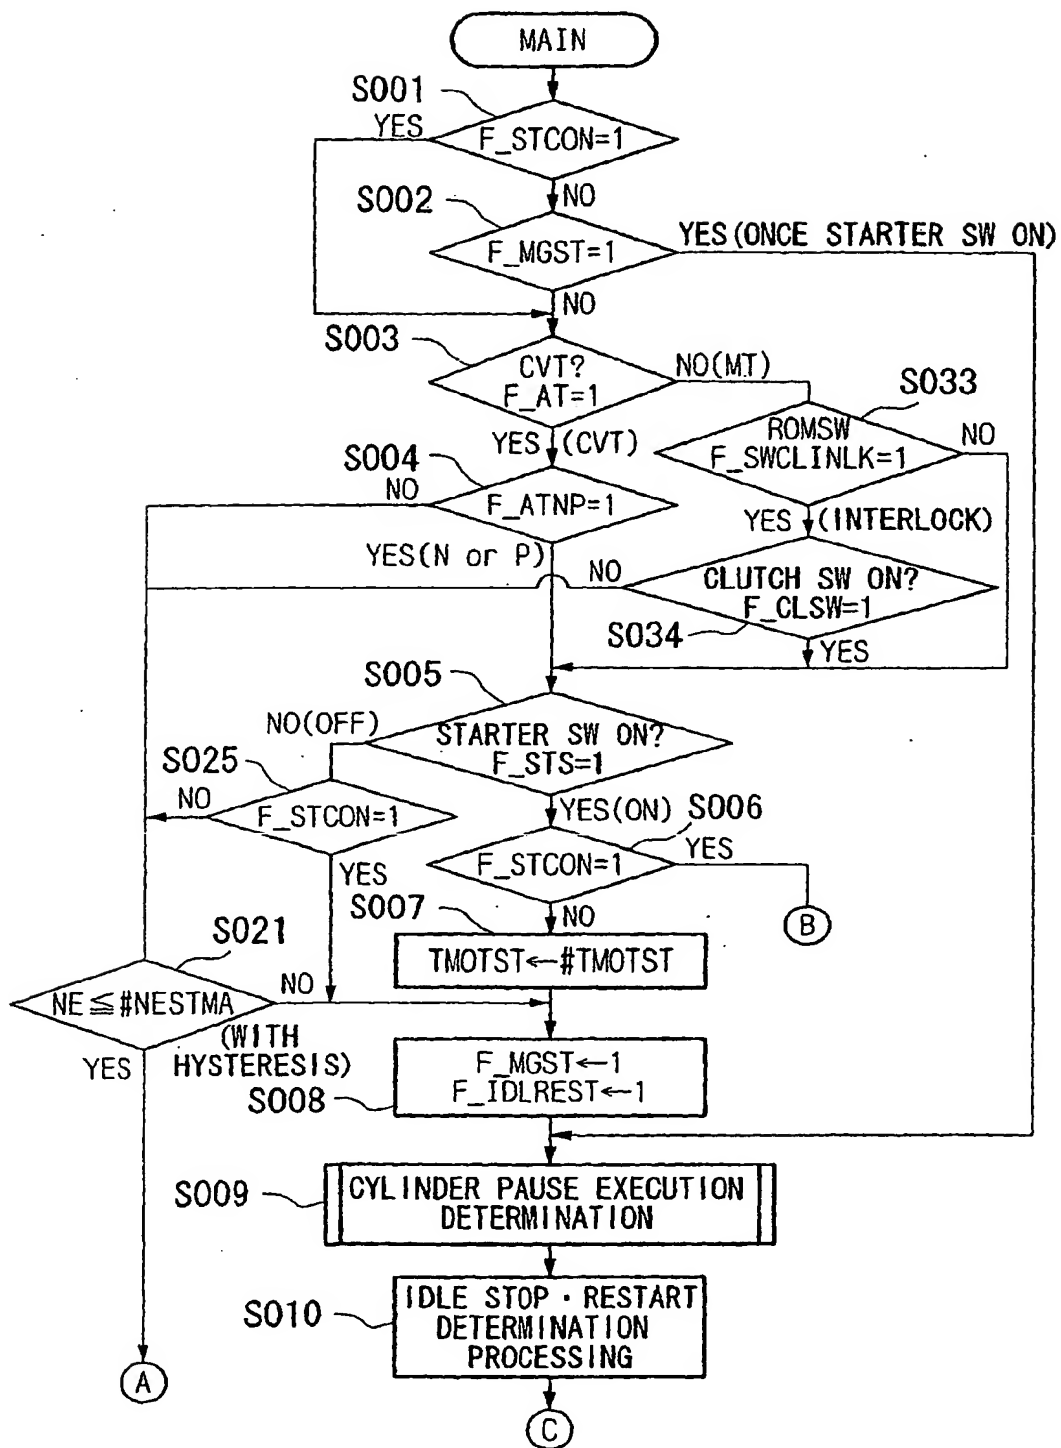 MAIN
S001
YES
F_STCON=1
NO
S002
F_MGST=1
YES(ONCE STARTER SW ON)
NO
S003
CVT?
F_AT=1
NO(MT)
S033
ROMSW
F_SWCLINLK=1
NO
YES (CVT)
S004
NO
F_ATNP=1
YES (INTERLOCK)
YES(N or P)
NO
CLUTCH SW ON?
F_CLSW=1
S034
YES
S005
NO(OFF)
STARTER SW ON?
F_STS=1
S025
NO
F_STCON=1
YES(ON)
S006
F_STCON=1
YES
YES
B
S007
NO
TMOTST←#TMOTST
S021
NE≦#NESTMA
NO
(WITH
HYSTERESIS)
YES
F_MGST←1
F_IDLREST←1
S008
S009
CYLINDER PAUSE EXECUTION
DETERMINATION
S010
IDLE STOP・RESTART
DETERMINATION
PROCESSING
A
C